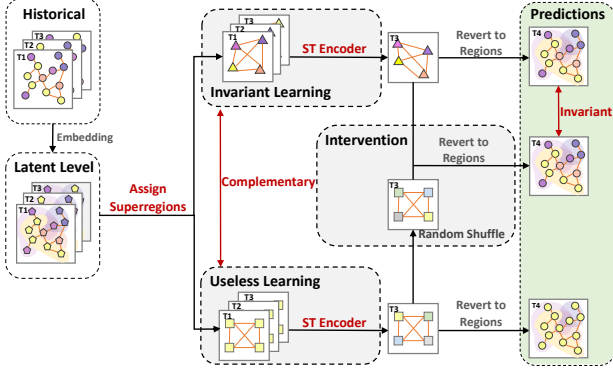 Historical
T3
T2
T1
Embedding
Latent Level
T3
T2
T1
Assign
Superregions
T3
T2
T1
Invariant Learning
ST Encoder
T3
Revert to
Regions
Predictions
T4
Invariant
T4
Complementary
Intervention
Revert to
Regions
T3
Random Shuffle
Useless Learning
T3
T2
T1
ST Encoder
T3
Revert to
Regions
T4